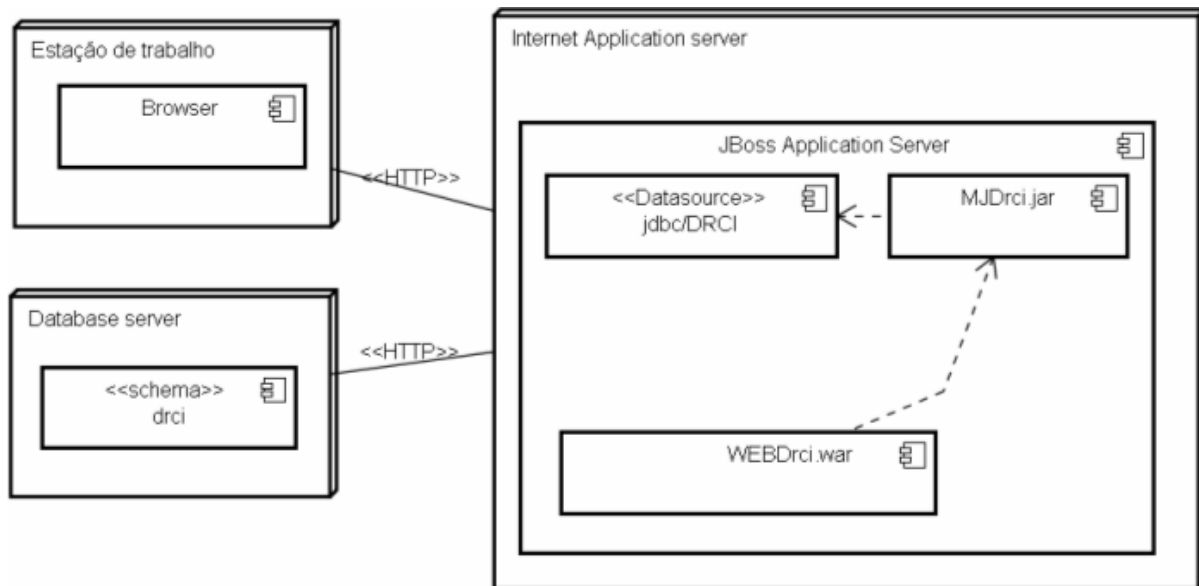 Estação de trabalho
Browser
<<HTTP>>
Database server
<<HTTP>>
<<schema>>
drci
Internet Application server
JBoss Application Server
<<Datasource>>
jdbc/DRCI
MJDrci.jar
WEBDrci.war